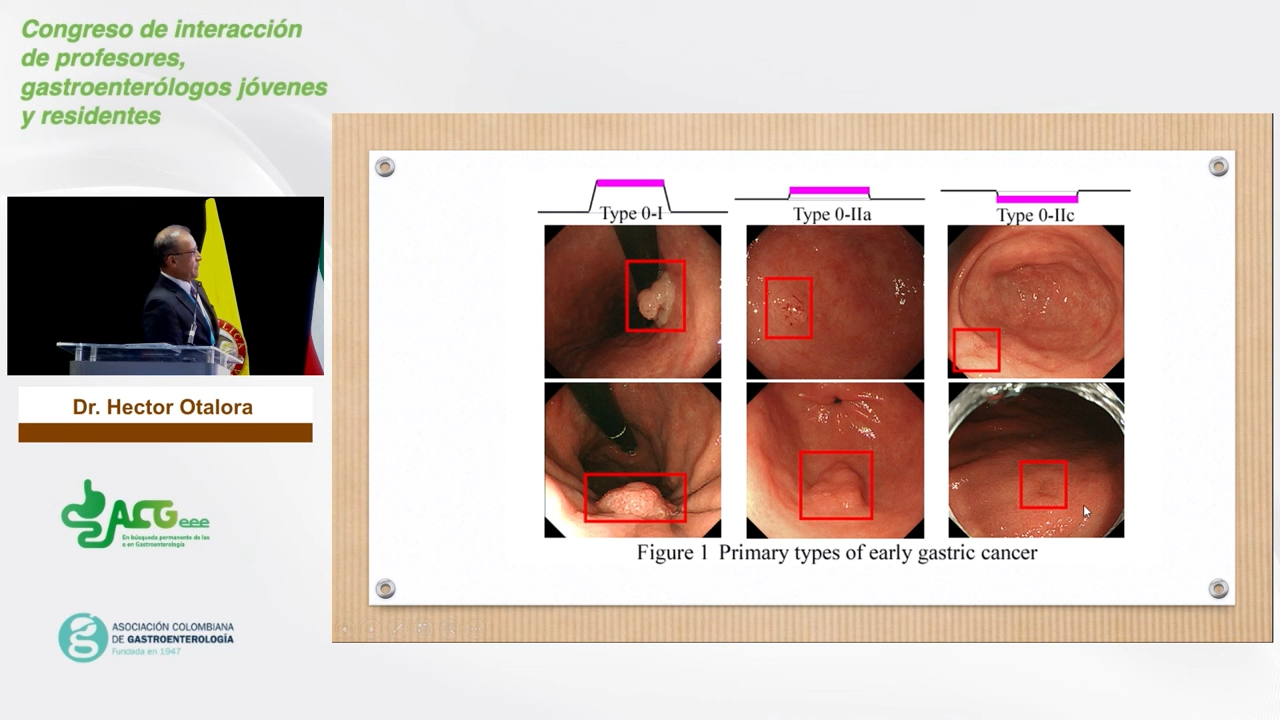 Congreso de interacción
de profesores,
gastroenterólogos jóvenes
y residentes
Dr. Hector Otalora
ACGeee
En búsqueda permanente de las
e en Gastroenterología
ASOCIACIÓN COLOMBIANA
DE GASTROENTEROLOGÍA
Fundada en 1947
Type 0-I
Type 0-IIa
Type 0-IIc
Figure 1 Primary types of early gastric cancer